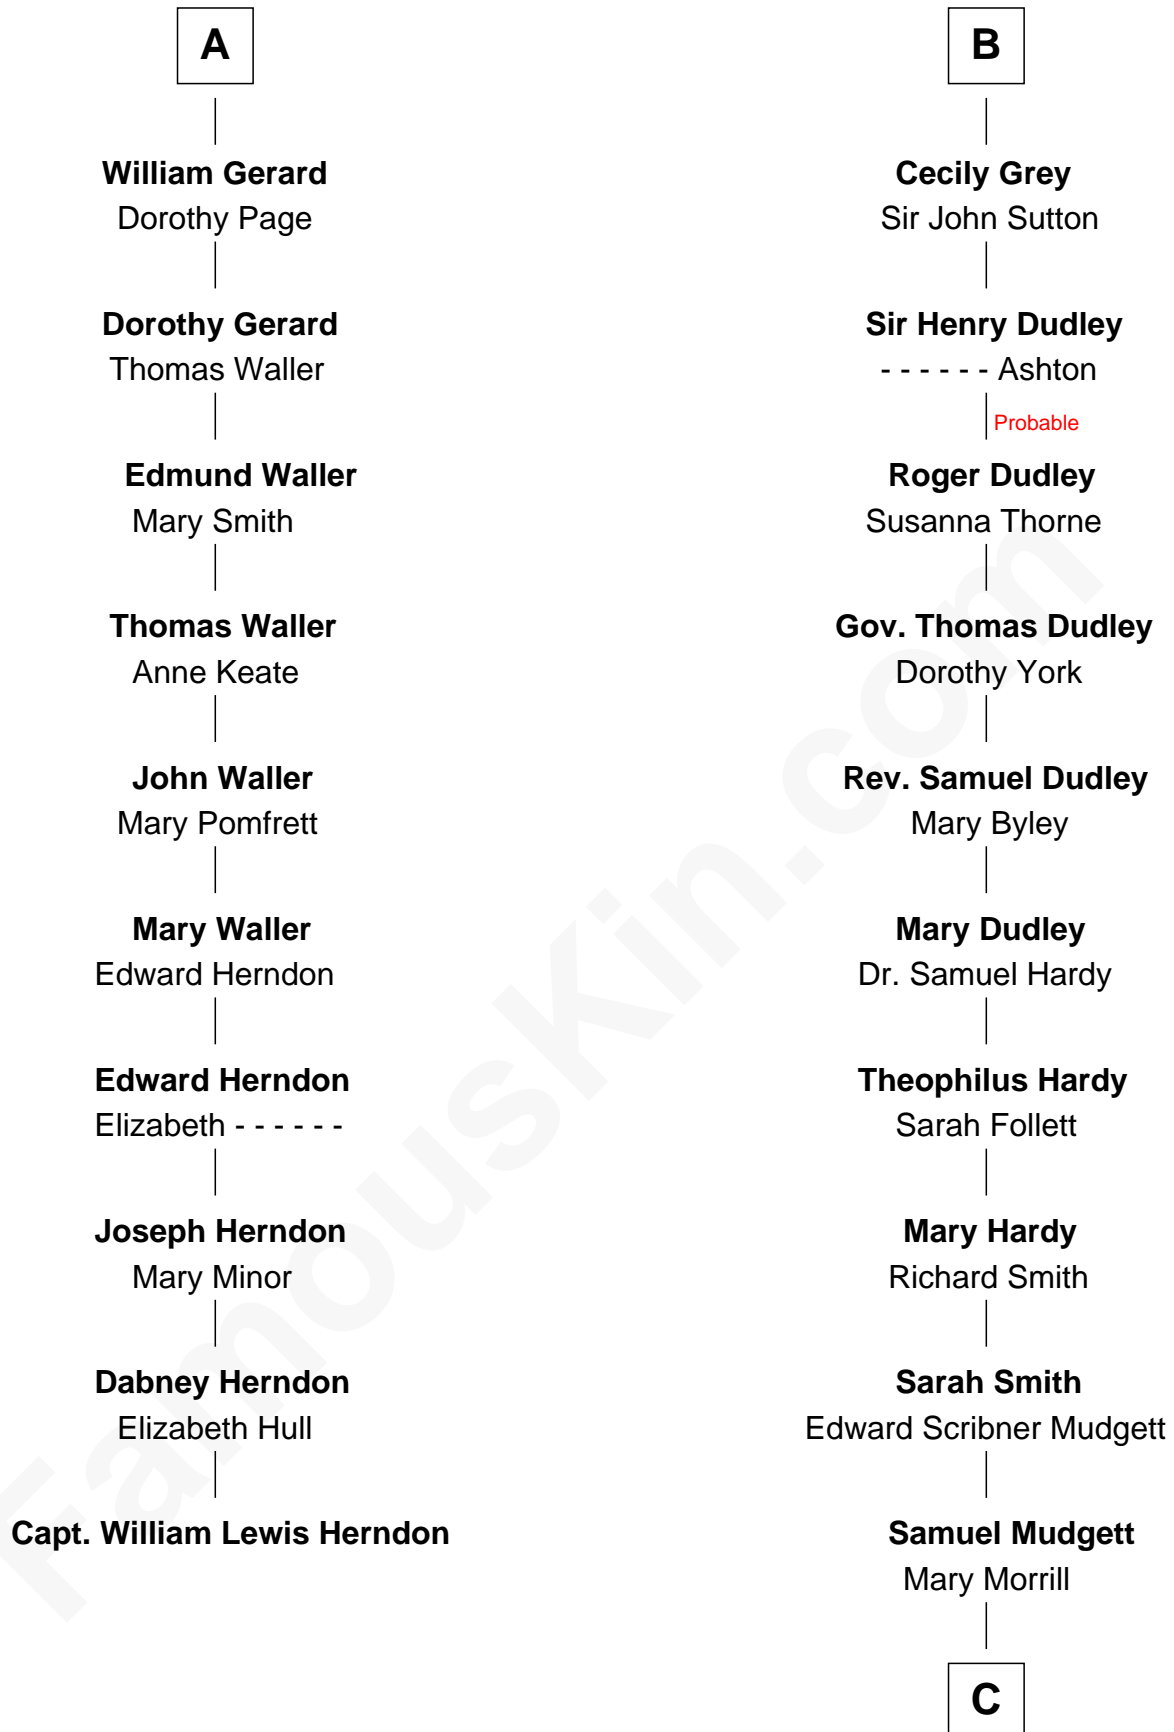 A
William Gerard
Dorothy Page
Dorothy Gerard
Thomas Waller
Edmund Waller
Mary Smith
Thomas Waller
Anne Keate
John Waller
Mary Pomfrett
Mary Waller
Edward Herndon
Edward Herndon
Elizabeth - - - - - -
Joseph Herndon
Mary Minor
Dabney Herndon
Elizabeth Hull
Capt. William Lewis Herndon
B
Cecily Grey
Sir John Sutton
Sir Henry Dudley
- - - - - - Ashton
Probable
Roger Dudley
Susanna Thorne
Gov. Thomas Dudley
Dorothy York
Rev. Samuel Dudley
Mary Byley
Mary Dudley
Dr. Samuel Hardy
Theophilus Hardy
Sarah Follett
Mary Hardy
Richard Smith
Sarah Smith
Edward Scribner Mudgett
Samuel Mudgett
Mary Morrill
C
FamousKin.com